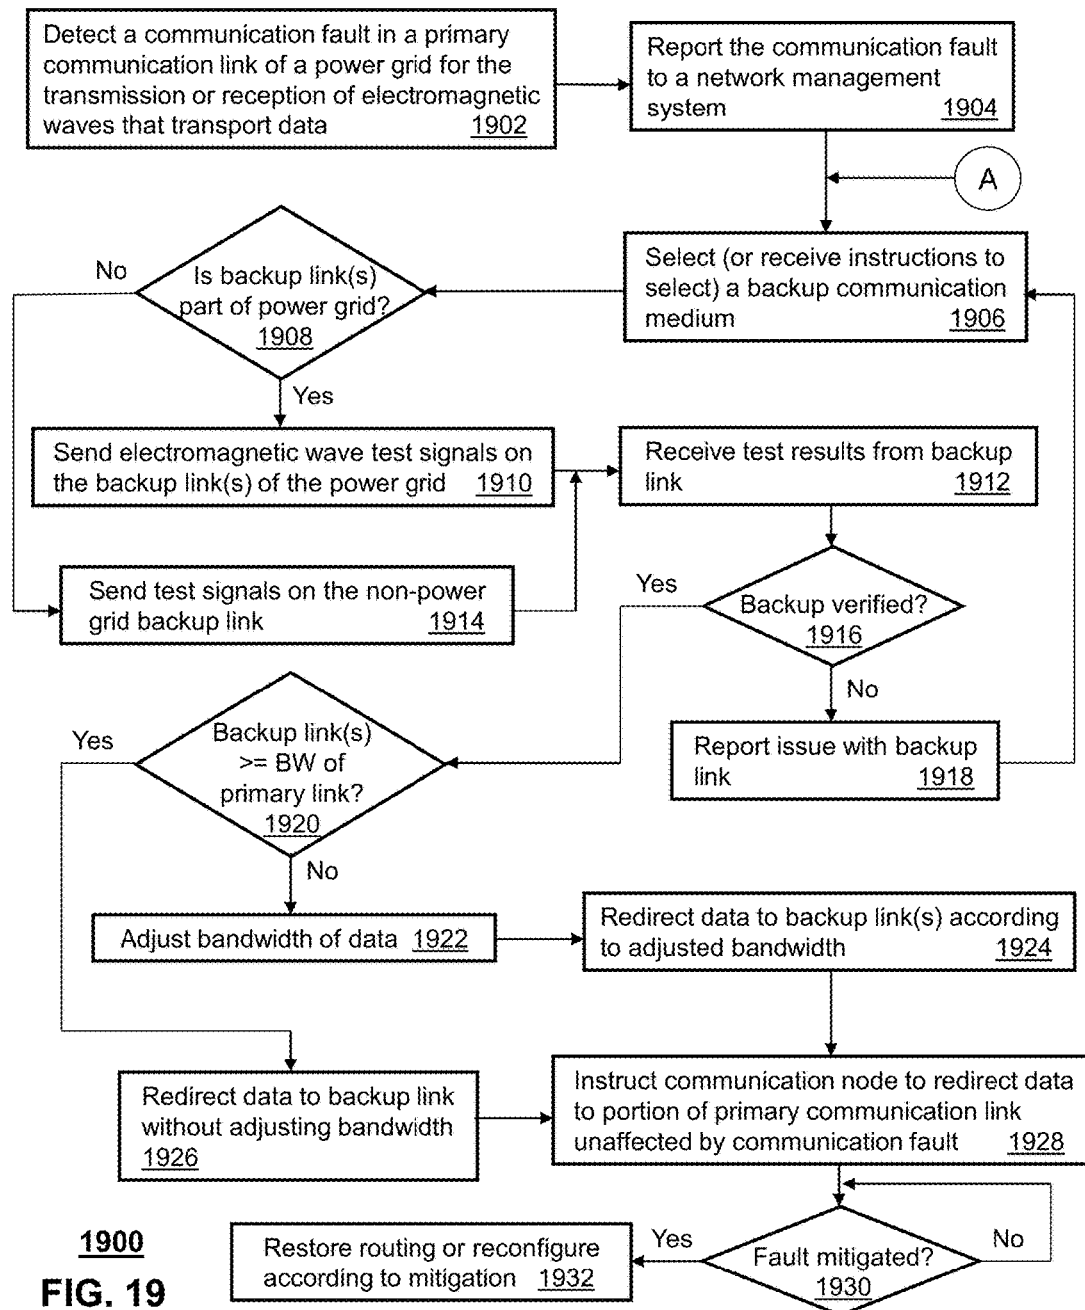 Detect a communication fault in a primary
communication link of a power grid for the
transmission or reception of electromagnetic
waves that transport data 1902
Report the communication fault
to a network management
system 1904
A
Select (or receive instructions to
select) a backup communication
medium 1906
No
Is backup link(s)
part of power grid?
1908
Yes
Send electromagnetic wave test signals on
the backup link(s) of the power grid 1910
Receive test results from backup
link 1912
Send test signals on the non-power
grid backup link 1914
Yes
Backup verified?
1916
No
Report issue with backup
link 1918
Yes
Backup link(s)
>= BW of
primary link?
1920
No
Adjust bandwidth of data 1922
Redirect data to backup link(s) according
to adjusted bandwidth 1924
Redirect data to backup link
without adjusting bandwidth
1926
Instruct communication node to redirect data
to portion of primary communication link
unaffected by communication fault 1928
Fault mitigated?
1930
No
Yes
Restore routing or reconfigure
according to mitigation 1932
1900
FIG. 19